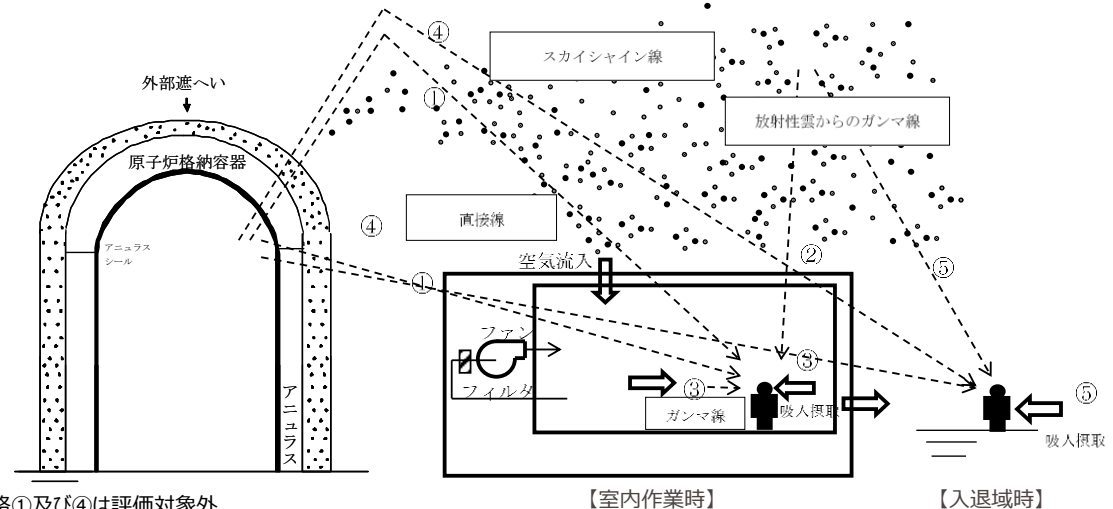 ④
スカイシャイン線
外部遮へい
①
放射性雲からのガンマ線
原子炉格納容器
直接線
④
アニュラス
シール
空気流入
②
⑤
①
ファン
③
フィルタ
③
⑤
ガンマ線
吸入摂取
吸入摂取
アニュラス
路①及び④は評価対象外
【室内作業時】
【入退域時】